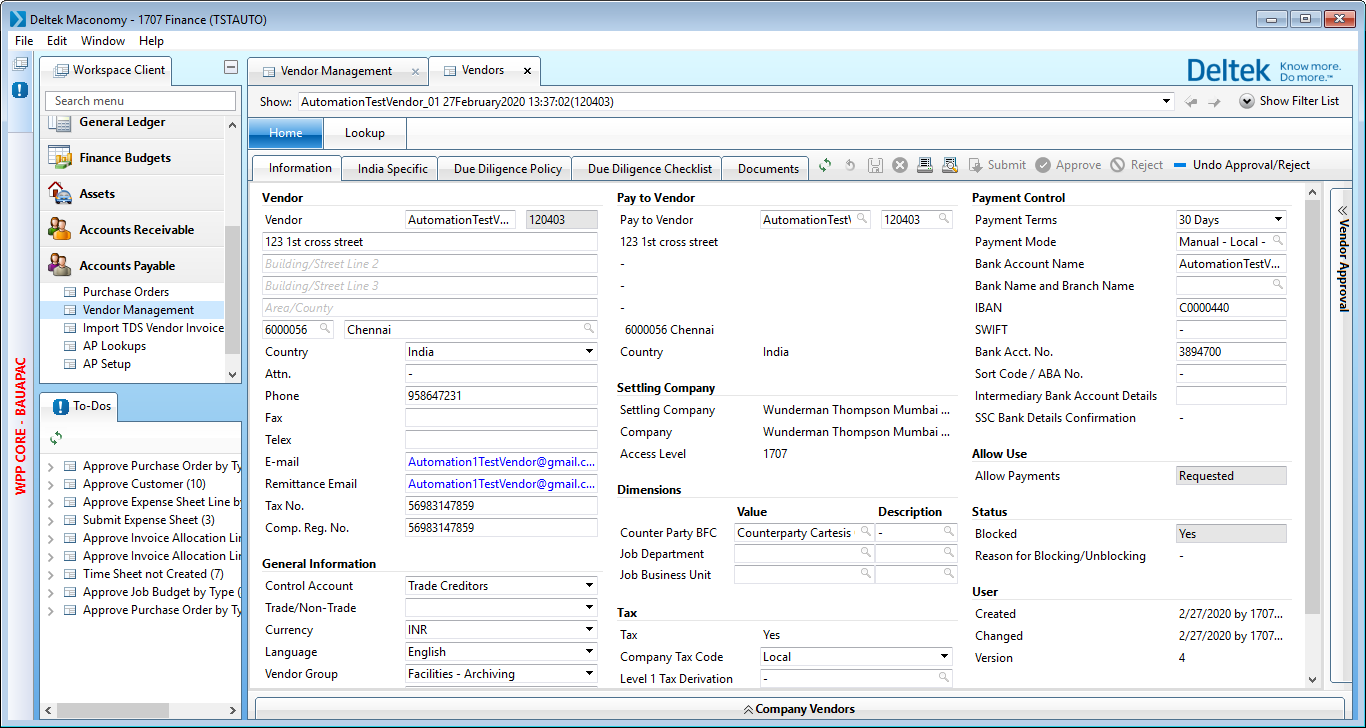 Deltek Maconomy - 1707 Finance (TSTAUTO)
File Edit Window Help
Workspace Client
Search menu
General Ledger
Finance Budgets
Assets
Accounts Receivable
Accounts Payable
Purchase Orders
Vendor Management
Import TDS Vendor Invoice
AP Lookups
AP Setup
WPP CORE - BAUAPAC
To-Dos
Approve Purchase Order by Ty
Approve Customer (10)
Approve Expense Sheet Line by
Submit Expense Sheet (3)
Approve Invoice Allocation Lin
Approve Invoice Allocation Lin
Time Sheet not Created (7)
Approve Job Budget by Type (
Approve Purchase Order by Ty
Vendor Management
Vendors
Deltek Know more.
Do more.™
Show: AutomationTestVendor_01 27February2020 13:37:02(120403)
Show Filter List
Home Lookup
Information India Specific Due Diligence Policy Due Diligence Checklist Documents Submit Approve Reject Undo Approval/Reject
Vendor
Vendor AutomationTestV... 120403
123 1st cross street
Building/Street Line 2
Building/Street Line 3
Area/County
6000056 Chennai
Country India
Attn. -
Phone 958647231
Fax
Telex
E-mail Automation1TestVendor@gmail.c...
Remittance Email Automation1TestVendor@gmail.c...
Tax No. 56983147859
Comp. Reg. No. 56983147859
General Information
Control Account Trade Creditors
Trade/Non-Trade
Currency INR
Language English
Vendor Group Facilities - Archiving
Pay to Vendor
Pay to Vendor AutomationTestV 120403
123 1st cross street
-
-
-
6000056 Chennai
Country India
Settling Company
Settling Company Wunderman Thompson Mumbai ...
Company Wunderman Thompson Mumbai ...
Access Level 1707
Dimensions
Value Description
Counter Party BFC Counterparty Cartesis -
Job Department
Job Business Unit
Tax
Tax Yes
Company Tax Code Local
Level 1 Tax Derivation -
Payment Control
Payment Terms 30 Days
Payment Mode Manual - Local -
Bank Account Name AutomationTestV...
Bank Name and Branch Name
IBAN C0000440
SWIFT -
Bank Acct. No. 3894700
Sort Code / ABA No. -
Intermediary Bank Account Details
SSC Bank Details Confirmation -
Allow Use
Allow Payments Requested
Status
Blocked Yes
Reason for Blocking/Unblocking -
User
Created 2/27/2020 by 1707...
Changed 2/27/2020 by 1707...
Version 4
Vendor Approval
Company Vendors